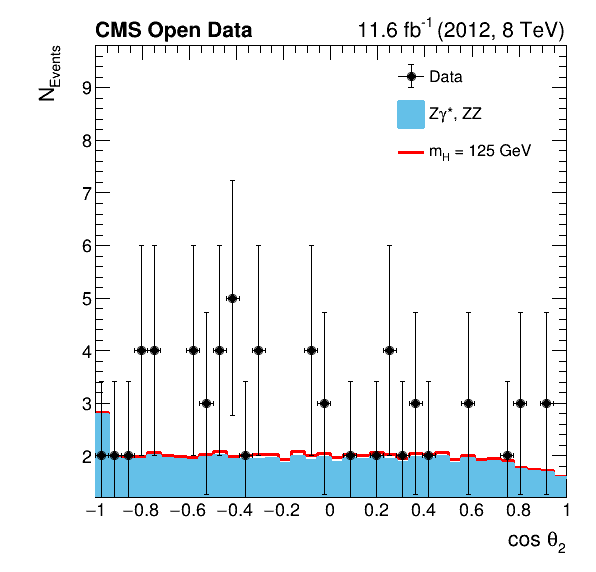 CMS Open Data 11.6 fb⁻¹ (2012, 8 TeV)
N_Events
Data
Zγ*, ZZ
m_H = 125 GeV
9
8
7
6
5
4
3
2
−1 −0.8 −0.6 −0.4 −0.2 0 0.2 0.4 0.6 0.8 1
cos θ₂